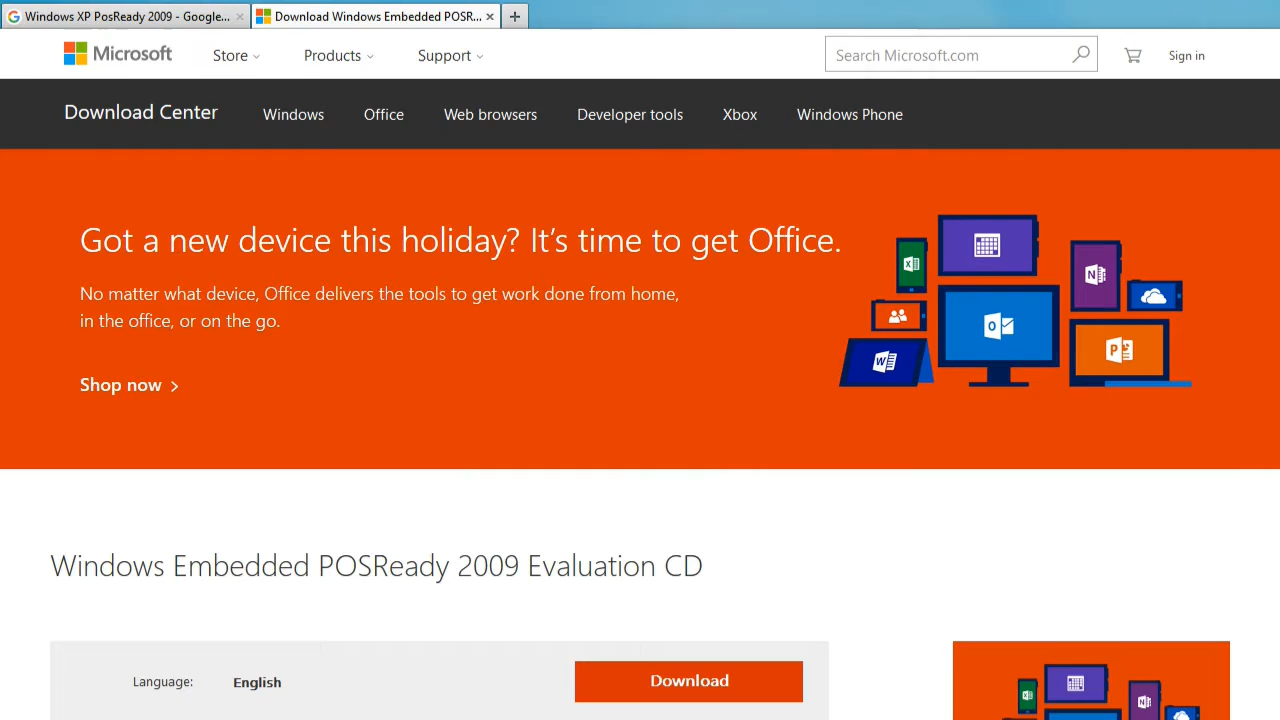 Windows XP PosReady 2009 - Google...
Download Windows Embedded POSR...
Microsoft
Store
Products
Support
Search Microsoft.com
Sign in
Download Center
Windows
Office
Web browsers
Developer tools
Xbox
Windows Phone
Got a new device this holiday? It's time to get Office.
No matter what device, Office delivers the tools to get work done from home,
in the office, or on the go.
Shop now
Windows Embedded POSReady 2009 Evaluation CD
Language:
English
Download